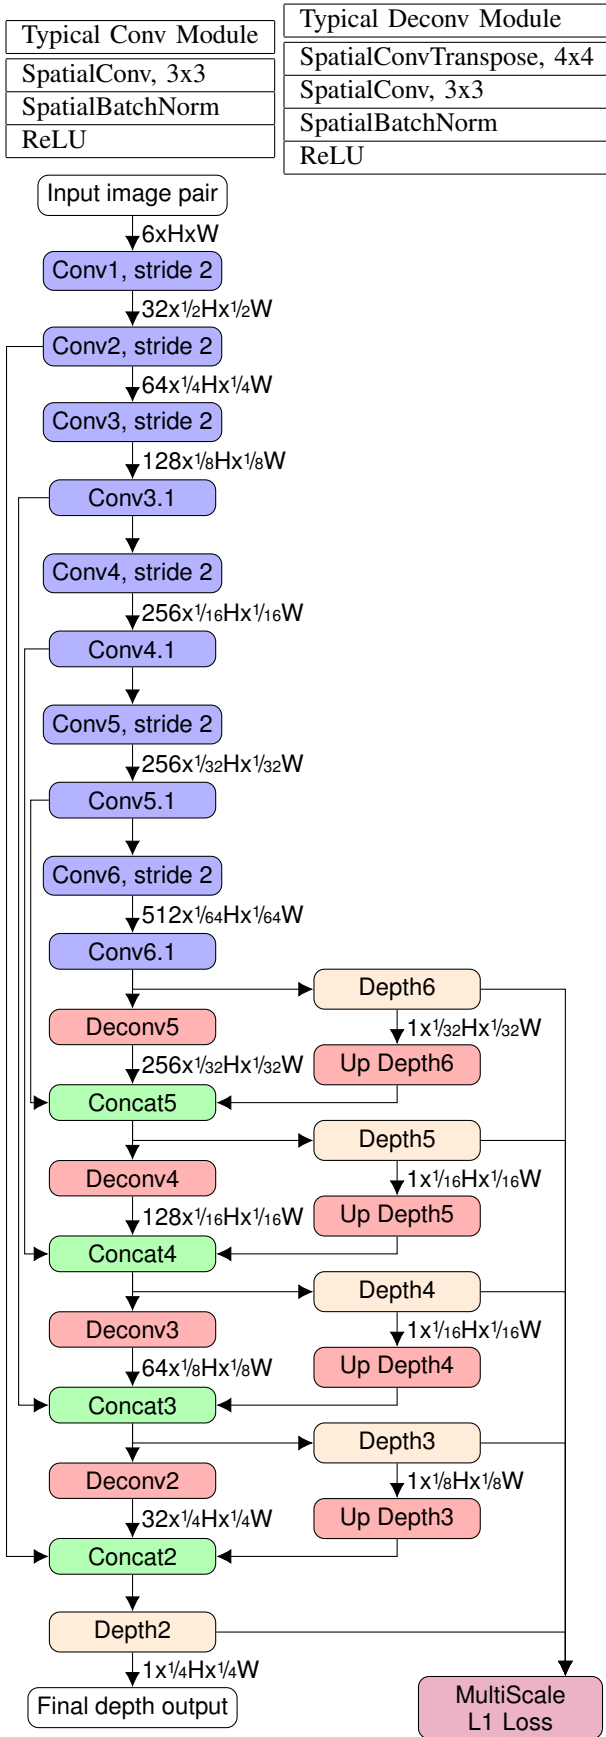 Typical Conv Module
SpatialConv, 3x3
SpatialBatchNorm
ReLU
Typical Deconv Module
SpatialConvTranspose, 4x4
SpatialConv, 3x3
SpatialBatchNorm
ReLU
Input image pair
6xHxW
Conv1, stride 2
32x1/2Hx1/2W
Conv2, stride 2
64x1/4Hx1/4W
Conv3, stride 2
128x1/8Hx1/8W
Conv3.1
Conv4, stride 2
256x1/16Hx1/16W
Conv4.1
Conv5, stride 2
256x1/32Hx1/32W
Conv5.1
Conv6, stride 2
512x1/64Hx1/64W
Conv6.1
Depth6
Deconv5
1x1/32Hx1/32W
256x1/32Hx1/32W
Up Depth6
Concat5
Depth5
Deconv4
1x1/16Hx1/16W
128x1/16Hx1/16W
Up Depth5
Concat4
Depth4
Deconv3
1x1/16Hx1/16W
64x1/8Hx1/8W
Up Depth4
Concat3
Depth3
Deconv2
1x1/8Hx1/8W
32x1/4Hx1/4W
Up Depth3
Concat2
Depth2
1x1/4Hx1/4W
Final depth output
MultiScale
L1 Loss